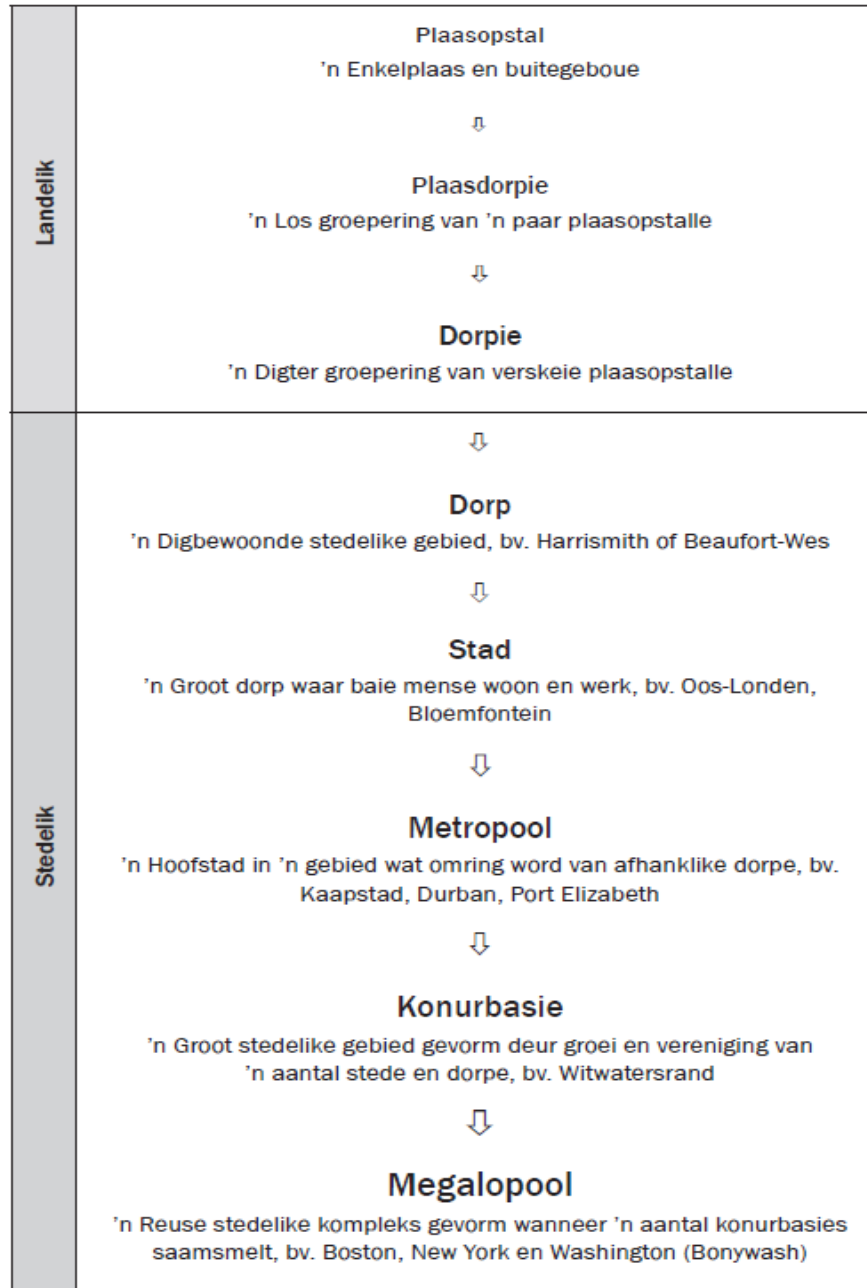 Landelik
Plaasopstal
’n Enkelplaas en buitegeboue
⇩
Plaasdorpie
’n Los groepering van ’n paar plaasopstalle
⇩
Dorpie
’n Digter groepering van verskeie plaasopstalle
Stedelik
⇩
Dorp
’n Digbewoonde stedelike gebied, bv. Harrismith of Beaufort-Wes
⇩
Stad
’n Groot dorp waar baie mense woon en werk, bv. Oos-Londen,
Bloemfontein
⇩
Metropool
’n Hoofstad in ’n gebied wat omring word van afhanklike dorpe, bv.
Kaapstad, Durban, Port Elizabeth
⇩
Konurbasie
’n Groot stedelike gebied gevorm deur groei en vereniging van
’n aantal stede en dorpe, bv. Witwatersrand
⇩
Megalopool
’n Reuse stedelike kompleks gevorm wanneer ’n aantal konurbasies
saamsmelt, bv. Boston, New York en Washington (Bonywash)